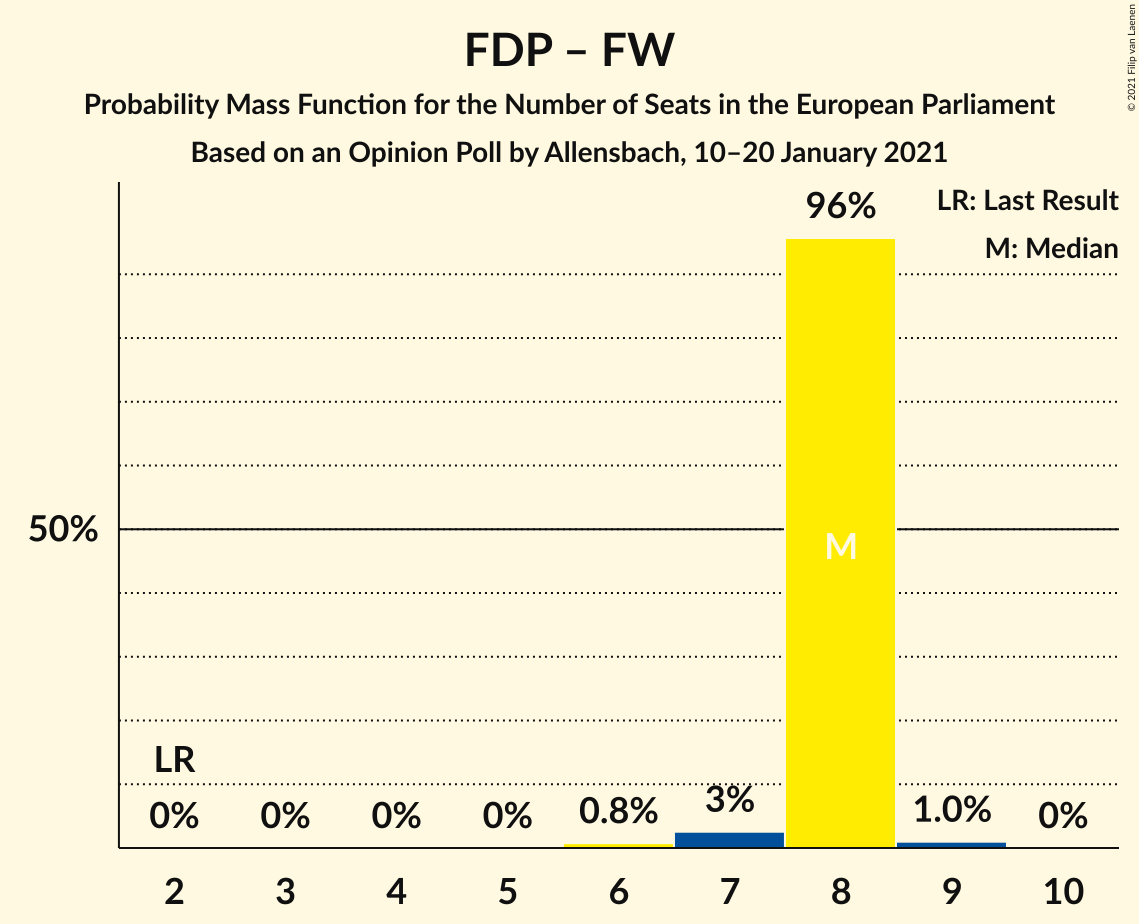 FDP – FW
Probability Mass Function for the Number of Seats in the European Parliament
Based on an Opinion Poll by Allensbach, 10–20 January 2021
© 2021 Filip van Laenen
LR: Last Result
M: Median
96%
50%
M
LR
0%
0%
0%
0%
0.8%
3%
1.0%
0%
2
3
4
5
6
7
8
9
10